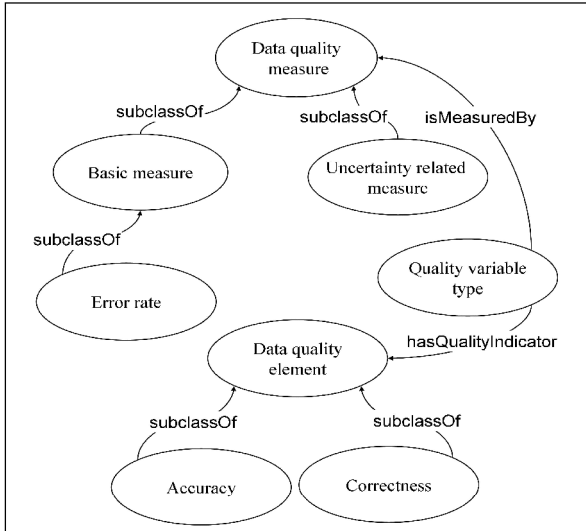 Data quality
measure
subclassOf
subclassOf
isMeasuredBy
Basic measure
Uncertainty related
measure
subclassOf
Quality variable
type
Error rate
hasQualityIndicator
Data quality
element
subclassOf
subclassOf
Accuracy
Correctness